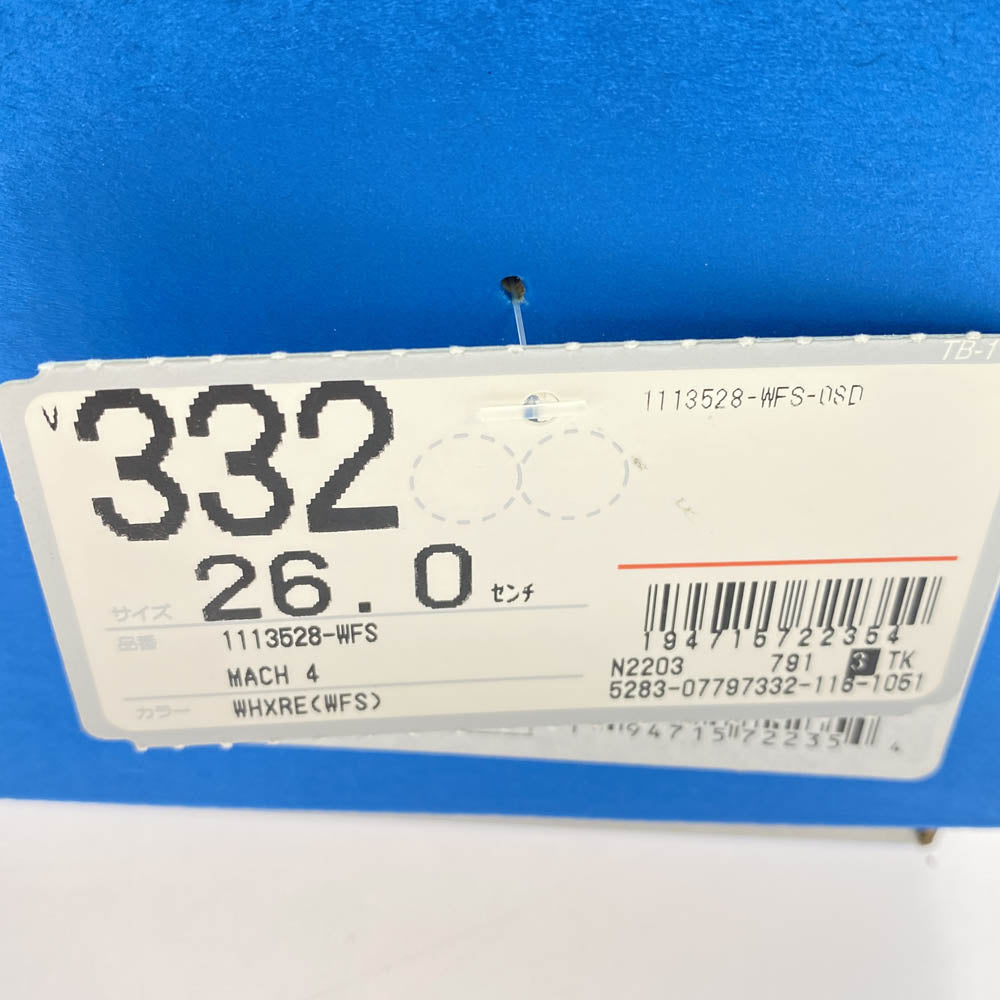 TB-1
V 332
1113528-WFS-0SD
サイズ 26.0 センチ
品番 1113528-WFS
MACH 4
カラー WHXRE(WFS)
194715722354
N2203 791 3 TK
5283-07797332-116-1051
194715722354